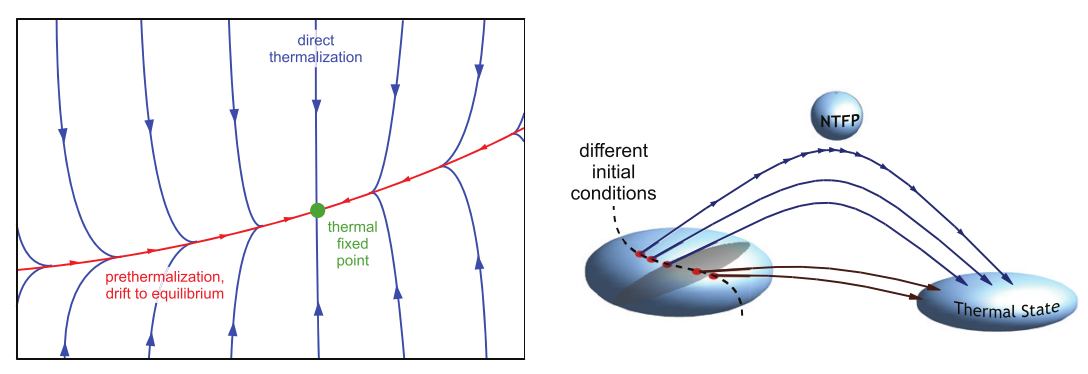 direct
thermalization
thermal
fixed
point
prethermalization,
drift to equilibrium
NTFP
different
initial
conditions
Thermal State